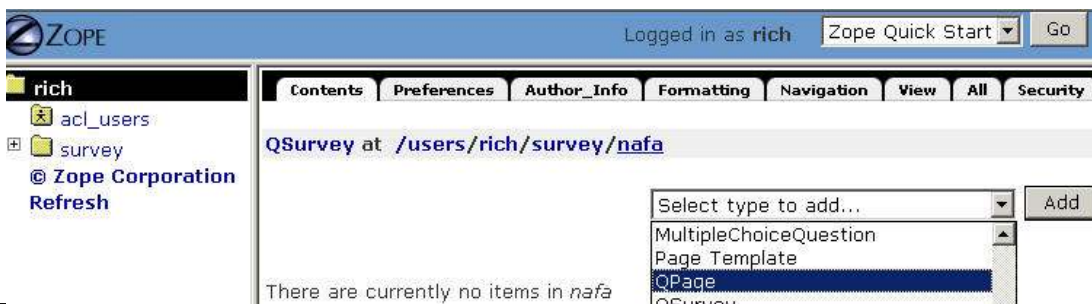 ZOPE
Logged in as rich Zope Quick Start Go
rich
acl_users
survey
© Zope Corporation
Refresh
Contents Preferences Author_Info Formatting Navigation View All Security
QSurvey at /users/rich/survey/nafa
Select type to add... Add
MultipleChoiceQuestion
Page Template
QPage
QSurvey
There are currently no items in nafa